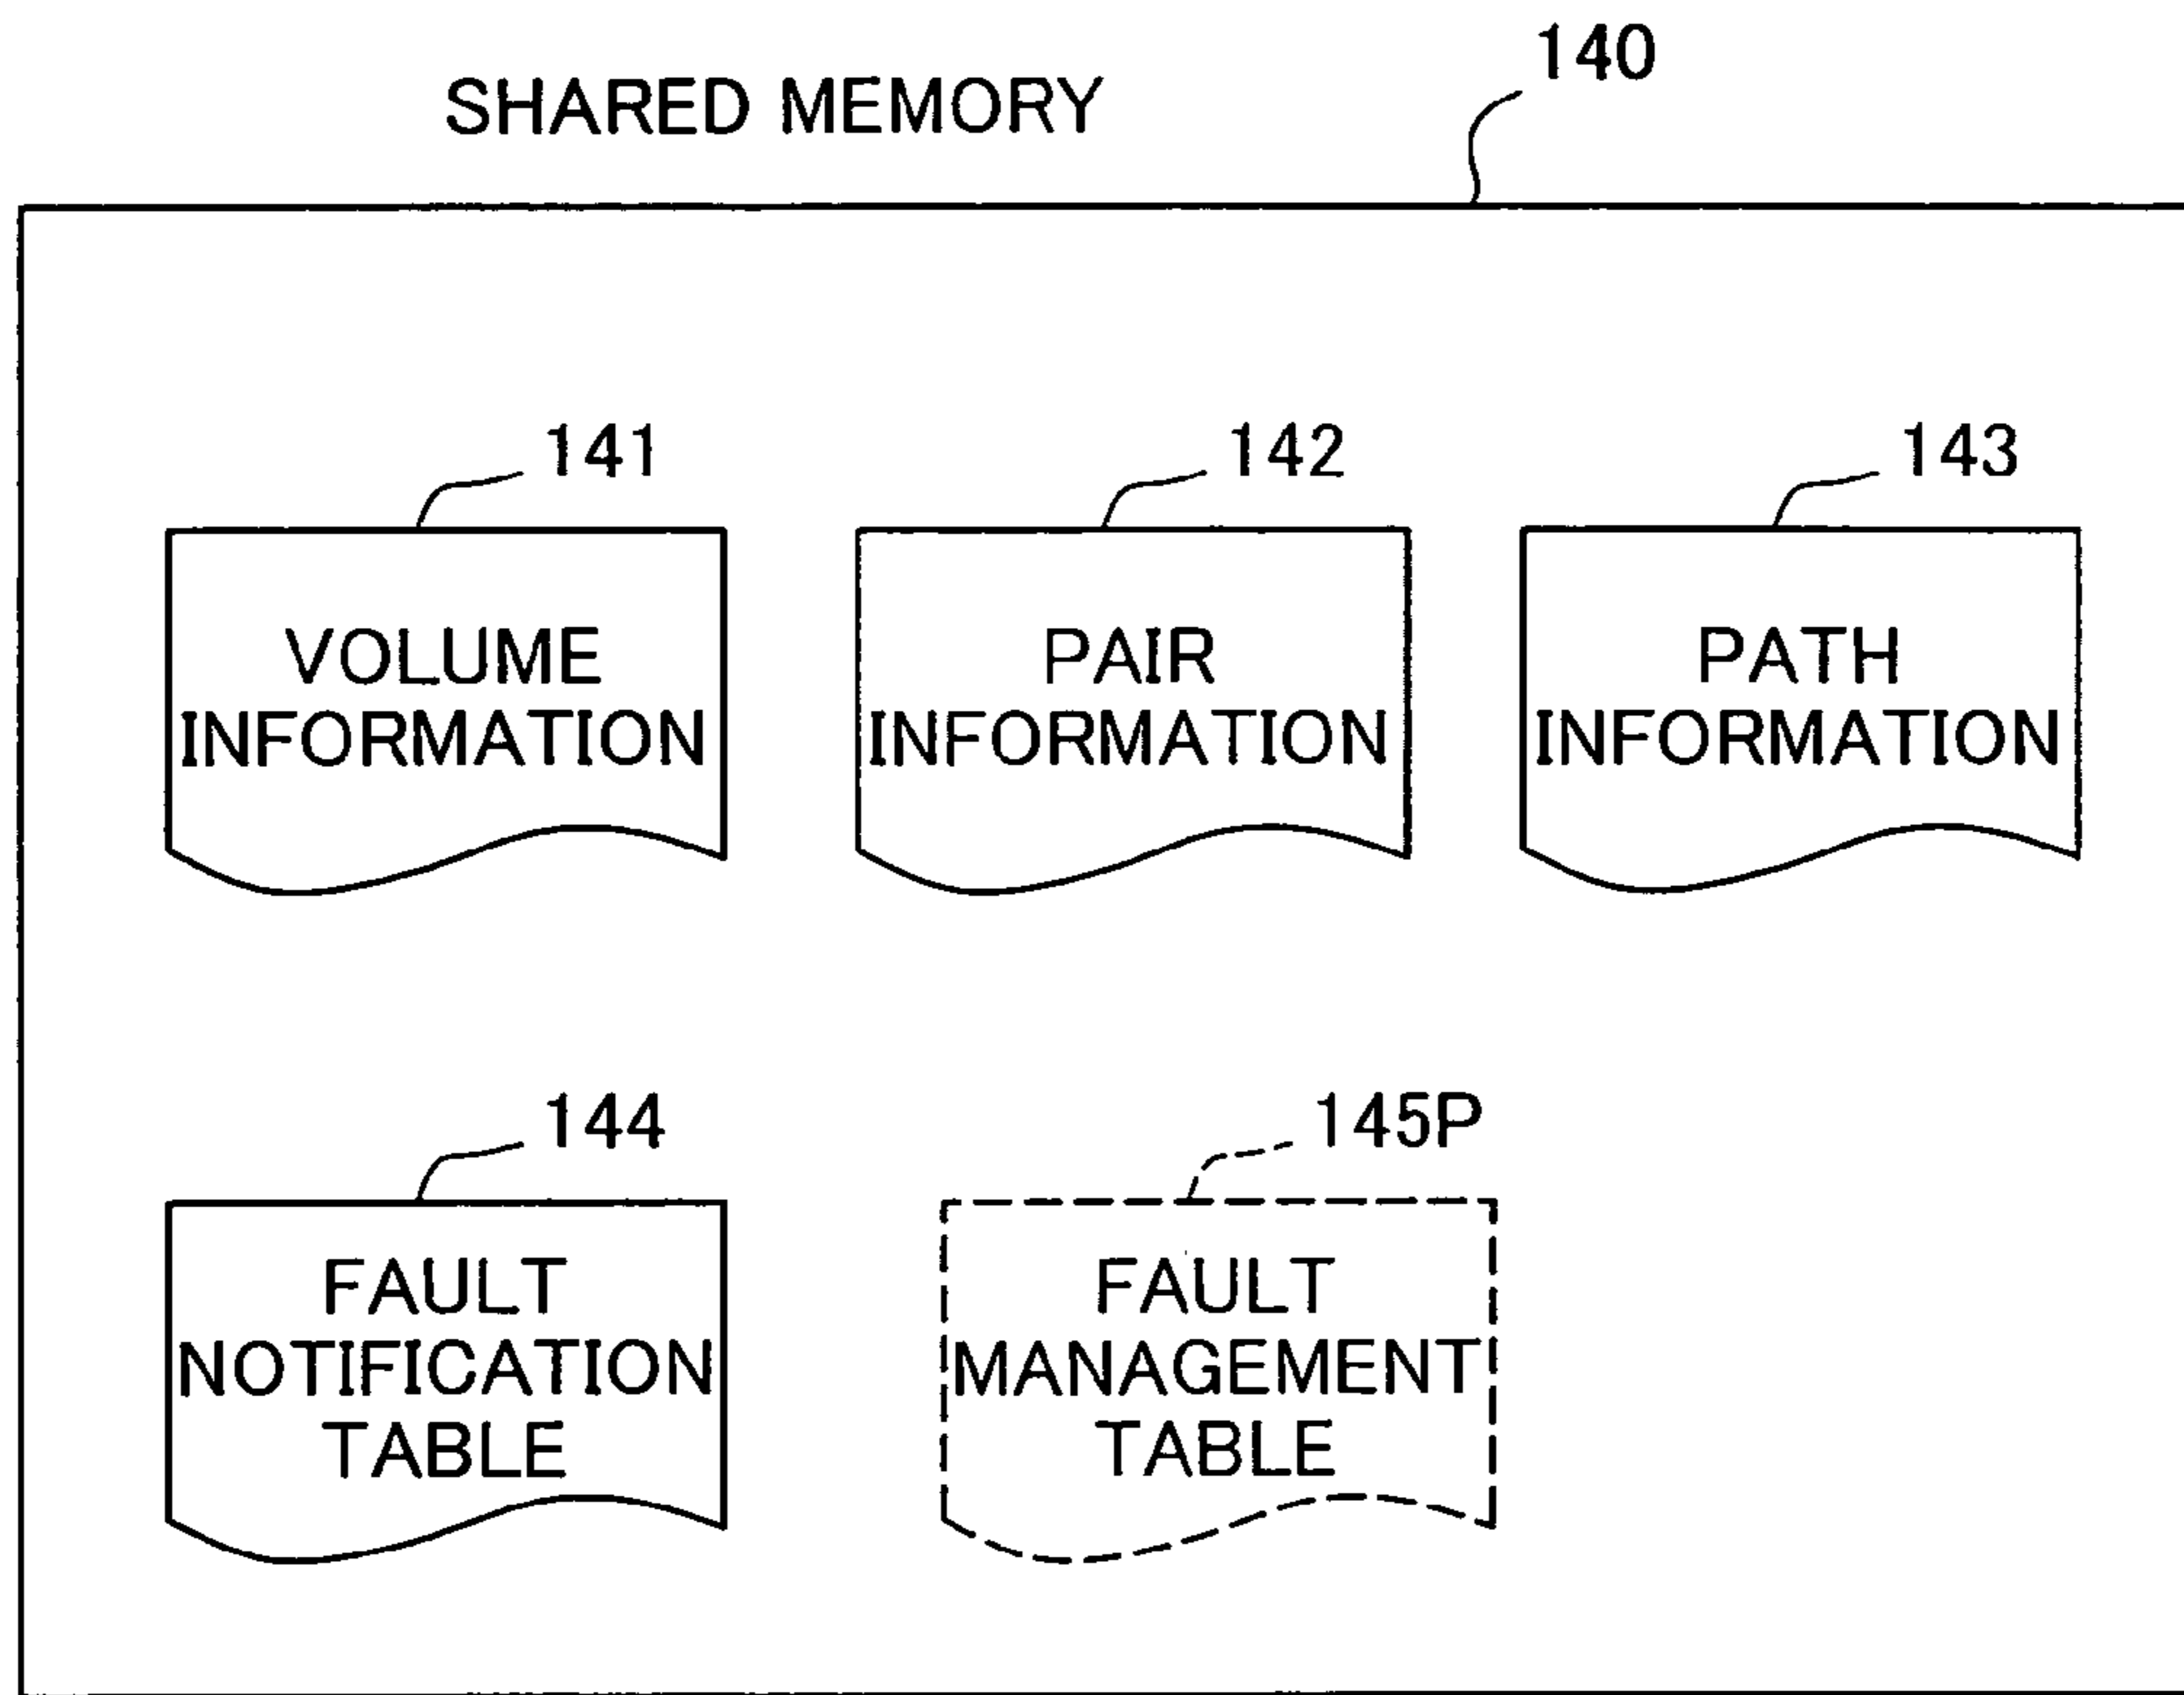 140
SHARED MEMORY
141
142
143
VOLUME
INFORMATION
PAIR
INFORMATION
PATH
INFORMATION
144
145P
FAULT
NOTIFICATION
TABLE
FAULT
MANAGEMENT
TABLE